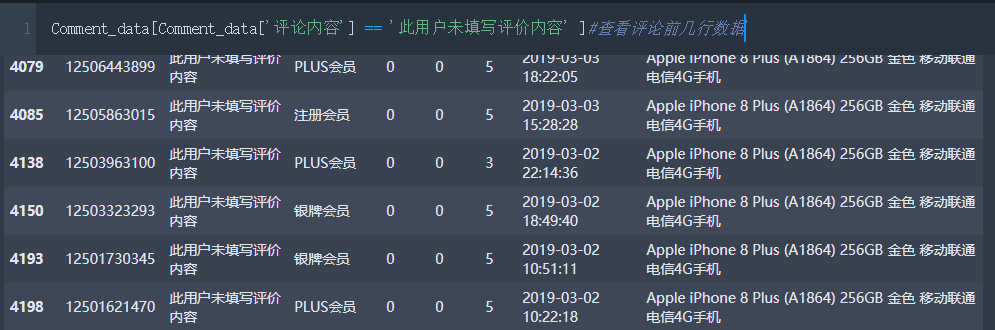 1 Comment_data[Comment_data['评论内容'] == '此用户未填写评价内容' ]#查看评论前几行数据
4079 12506443899 此用户未填写评价内容 PLUS会员 0 0 5 2019-03-03 18:22:05 Apple iPhone 8 Plus (A1864) 256GB 金色 移动联通电信4G手机
4085 12505863015 此用户未填写评价内容 注册会员 0 0 5 2019-03-03 15:28:28 Apple iPhone 8 Plus (A1864) 256GB 金色 移动联通电信4G手机
4138 12503963100 此用户未填写评价内容 PLUS会员 0 0 3 2019-03-02 22:14:36 Apple iPhone 8 Plus (A1864) 256GB 金色 移动联通电信4G手机
4150 12503323293 此用户未填写评价内容 银牌会员 0 0 5 2019-03-02 18:49:40 Apple iPhone 8 Plus (A1864) 256GB 金色 移动联通电信4G手机
4193 12501730345 此用户未填写评价内容 银牌会员 0 0 5 2019-03-02 10:51:11 Apple iPhone 8 Plus (A1864) 256GB 金色 移动联通电信4G手机
4198 12501621470 此用户未填写评价内容 PLUS会员 0 0 5 2019-03-02 10:22:18 Apple iPhone 8 Plus (A1864) 256GB 金色 移动联通电信4G手机